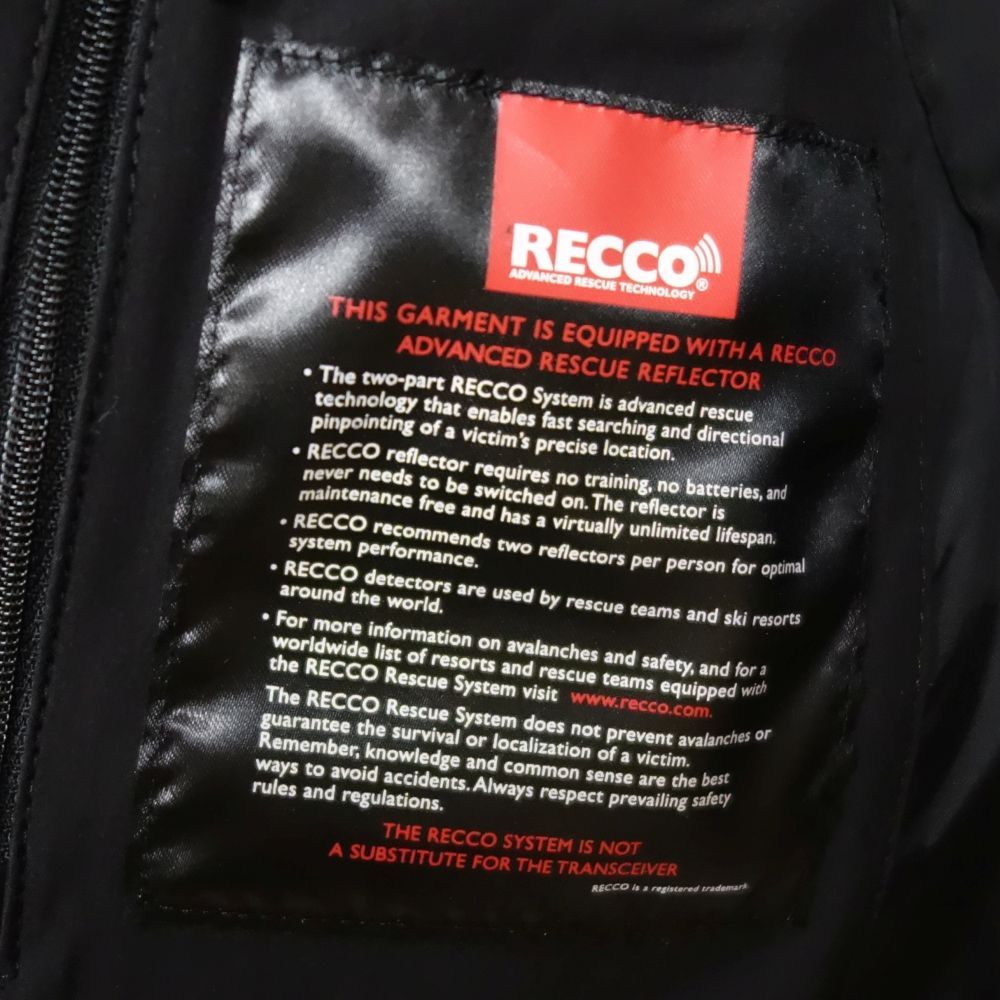 RECCO®
ADVANCED RESCUE TECHNOLOGY
THIS GARMENT IS EQUIPPED WITH A RECCO
ADVANCED RESCUE REFLECTOR
• The two-part RECCO System is advanced rescue
technology that enables fast searching and directional
pinpointing of a victim's precise location.
• RECCO reflector requires no training, no batteries, and
never needs to be switched on. The reflector is
maintenance free and has a virtually unlimited lifespan.
• RECCO recommends two reflectors per person for optimal
system performance.
• RECCO detectors are used by rescue teams and ski resorts
around the world.
• For more information on avalanches and safety, and for a
worldwide list of resorts and rescue teams equipped with
the RECCO Rescue System visit www.recco.com.
The RECCO Rescue System does not prevent avalanches or
guarantee the survival or localization of a victim.
Remember, knowledge and common sense are the best
ways to avoid accidents. Always respect prevailing safety
rules and regulations.
THE RECCO SYSTEM IS NOT
A SUBSTITUTE FOR THE TRANSCEIVER
RECCO is a registered trademark.